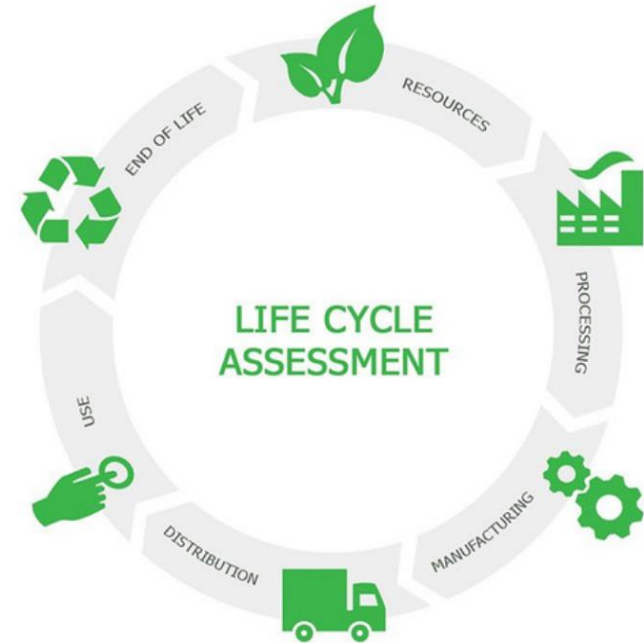 LIFE CYCLE
ASSESSMENT
RESOURCES
PROCESSING
MANUFACTURING
DISTRIBUTION
USE
END OF LIFE